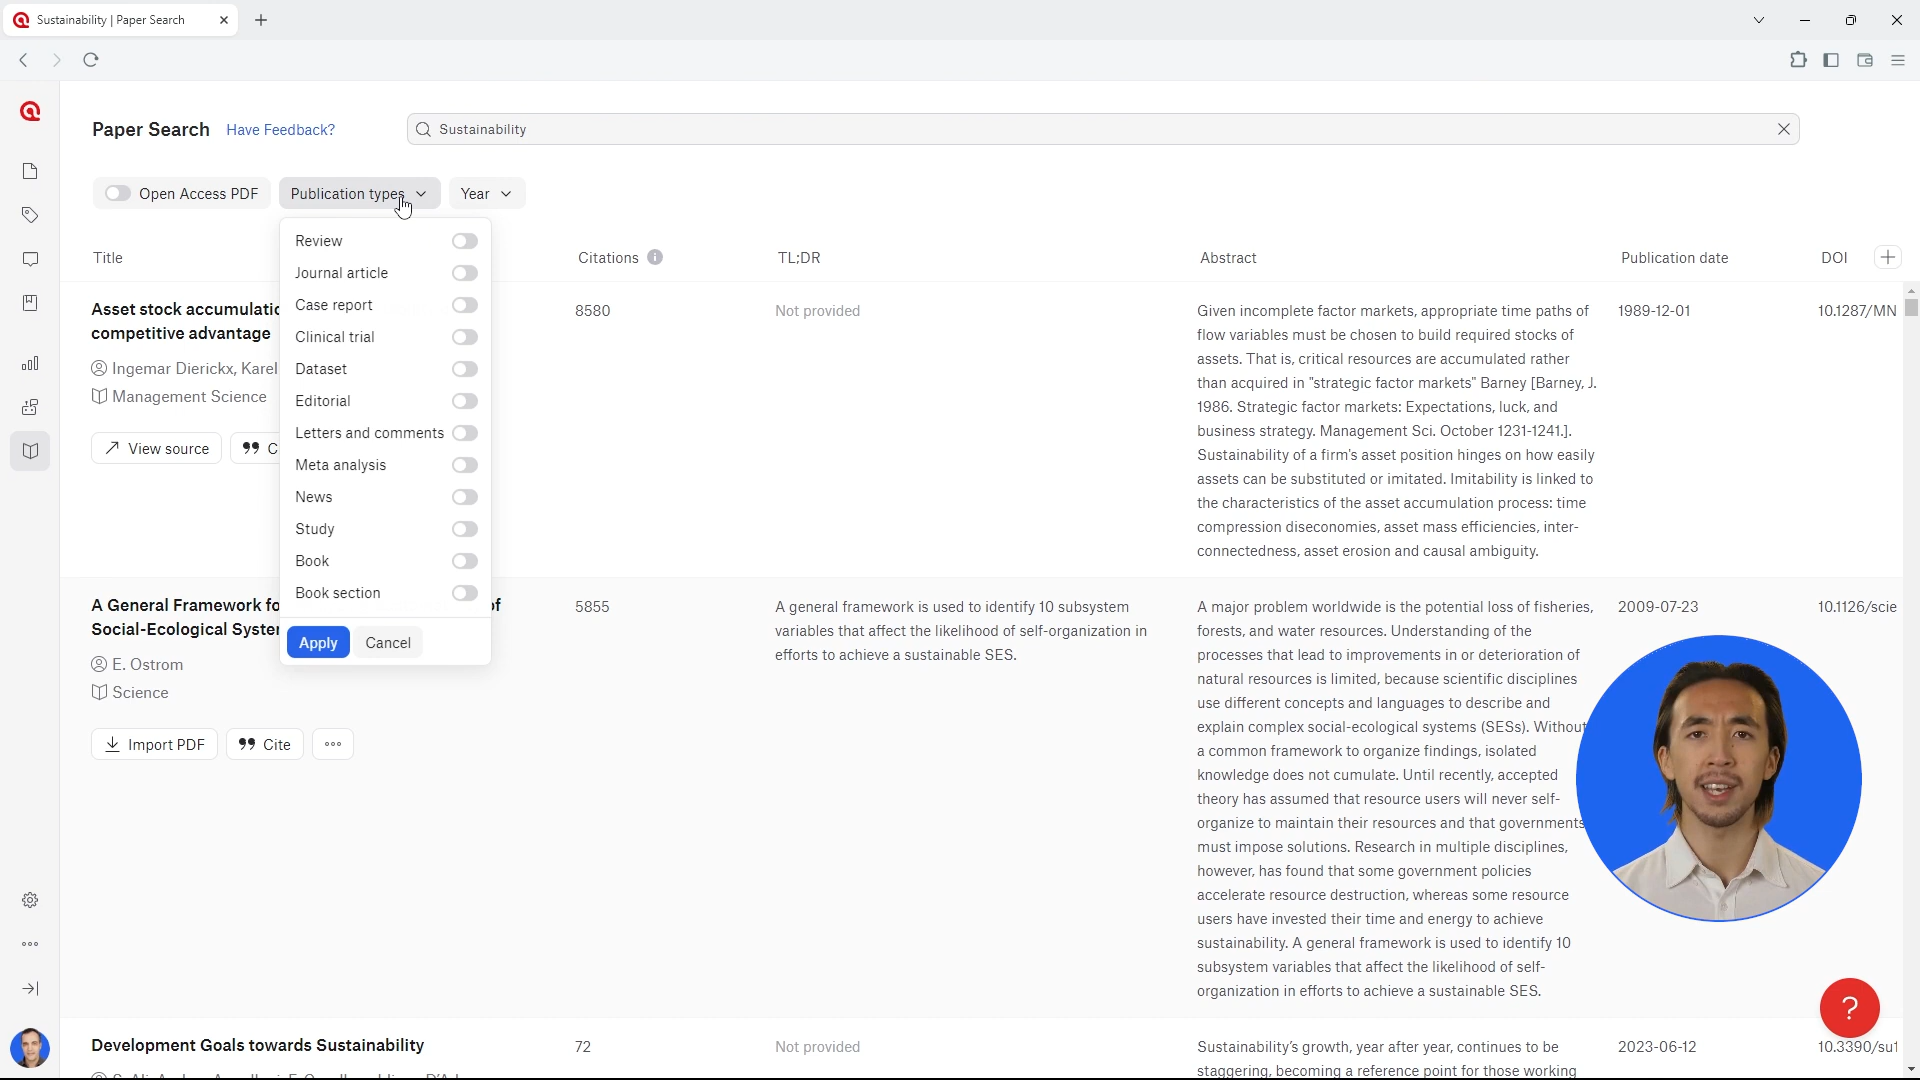 Sustainability | Paper Search
Paper Search
Have Feedback?
Sustainability
Open Access PDF
Publication types
Year
Review
Journal article
Case report
Clinical trial
Dataset
Editorial
Letters and comments
Meta analysis
News
Study
Book
Book section
Apply
Cancel
Title
Citations
TL;DR
Abstract
Publication date
DOI
Asset stock accumulatic
competitive advantage
Ingemar Dierickx, Karel
Management Science
View source
C
8580
Not provided
Given incomplete factor markets, appropriate time paths of
flow variables must be chosen to build required stocks of
assets. That is, critical resources are accumulated rather
than acquired in "strategic factor markets" Barney [Barney, J.
1986. Strategic factor markets: Expectations, luck, and
business strategy. Management Sci. October 1231-1241.].
Sustainability of a firm's asset position hinges on how easily
assets can be substituted or imitated. Imitability is linked to
the characteristics of the asset accumulation process: time
compression diseconomies, asset mass efficiencies, inter-
connectedness, asset erosion and causal ambiguity.
1989-12-01
10.1287/MN
A General Framework fo
of
Social-Ecological Syster
E. Ostrom
Science
Import PDF
Cite
5855
A general framework is used to identify 10 subsystem
variables that affect the likelihood of self-organization in
efforts to achieve a sustainable SES.
A major problem worldwide is the potential loss of fisheries,
forests, and water resources. Understanding of the
processes that lead to improvements in or deterioration of
natural resources is limited, because scientific disciplines
use different concepts and languages to describe and
explain complex social-ecological systems (SESs). Without
a common framework to organize findings, isolated
knowledge does not cumulate. Until recently, accepted
theory has assumed that resource users will never self-
organize to maintain their resources and that governments
must impose solutions. Research in multiple disciplines,
however, has found that some government policies
accelerate resource destruction, whereas some resource
users have invested their time and energy to achieve
sustainability. A general framework is used to identify 10
subsystem variables that affect the likelihood of self-
organization in efforts to achieve a sustainable SES.
2009-07-23
10.1126/scie
?
Development Goals towards Sustainability
72
Not provided
Sustainability's growth, year after year, continues to be
staggering, becoming a reference point for those working
2023-06-12
10.3390/su1